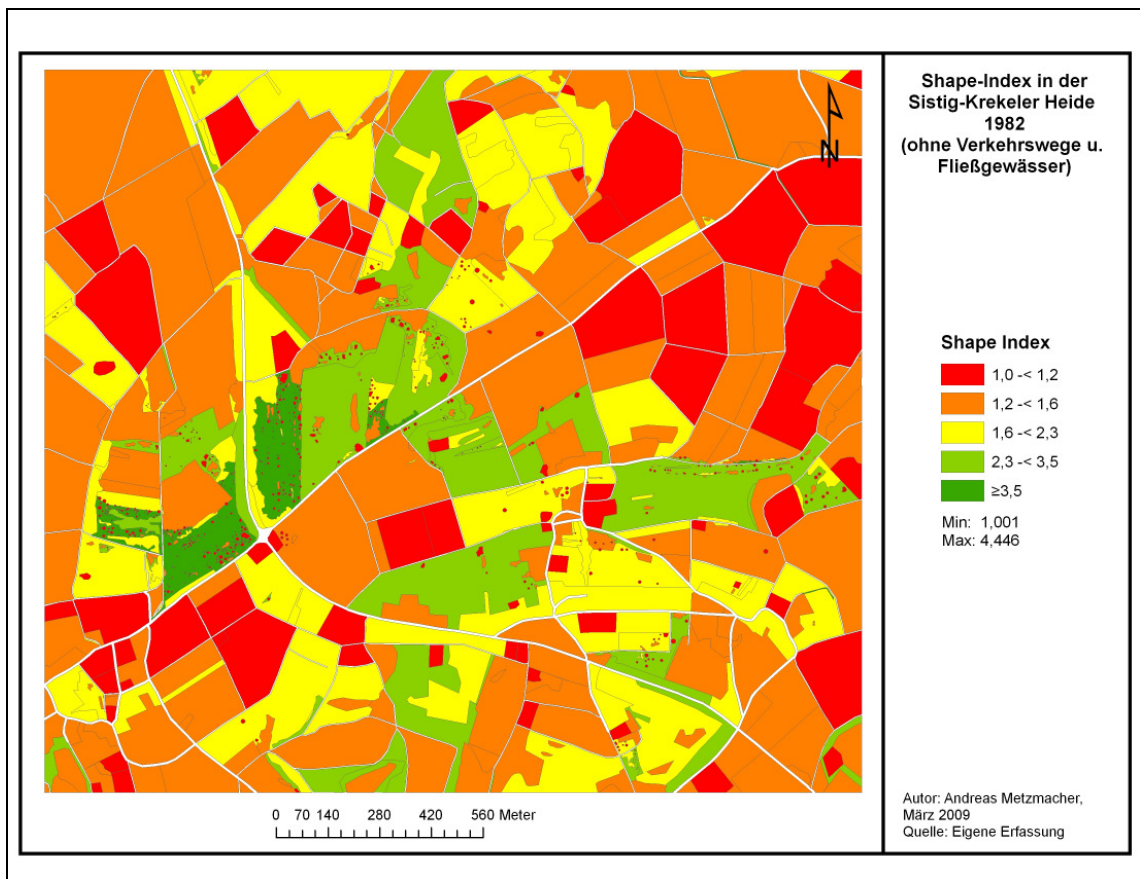 Shape-Index in der
Sistig-Krekeler Heide
1982
(ohne Verkehrswege u.
Fließgewässer)
N
Shape Index
1,0 -< 1,2
1,2 -< 1,6
1,6 -< 2,3
2,3 -< 3,5
≥3,5
Min: 1,001
Max: 4,446
Autor: Andreas Metzmacher,
März 2009
Quelle: Eigene Erfassung
0 70 140 280 420 560 Meter